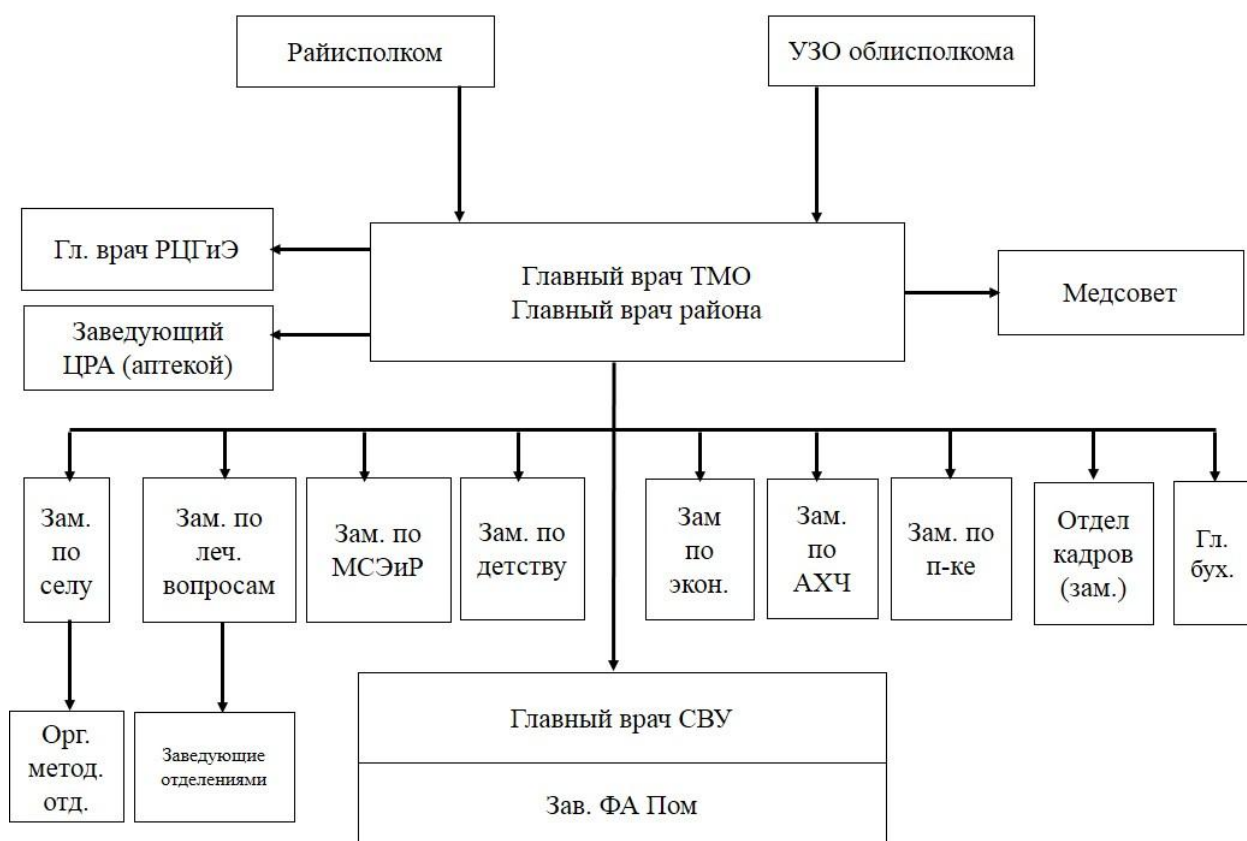 Райисполком
УЗО облисполкома
Гл. врач РЦГиЭ
Заведующий
ЦРА (аптекой)
Главный врач ТМО
Главный врач района
Медсовет
Зам.
по
селу
Зам. по
леч.
вопросам
Зам. по
МСЭиР
Зам. по
детству
Зам
по
экон.
Зам.
по
АХЧ
Зам. по
п-ке
Отдел
кадров
(зам.)
Гл.
бух.
Орг.
метод.
отд.
Заведующие
отделениями
Главный врач СВУ
Зав. ФА Пом